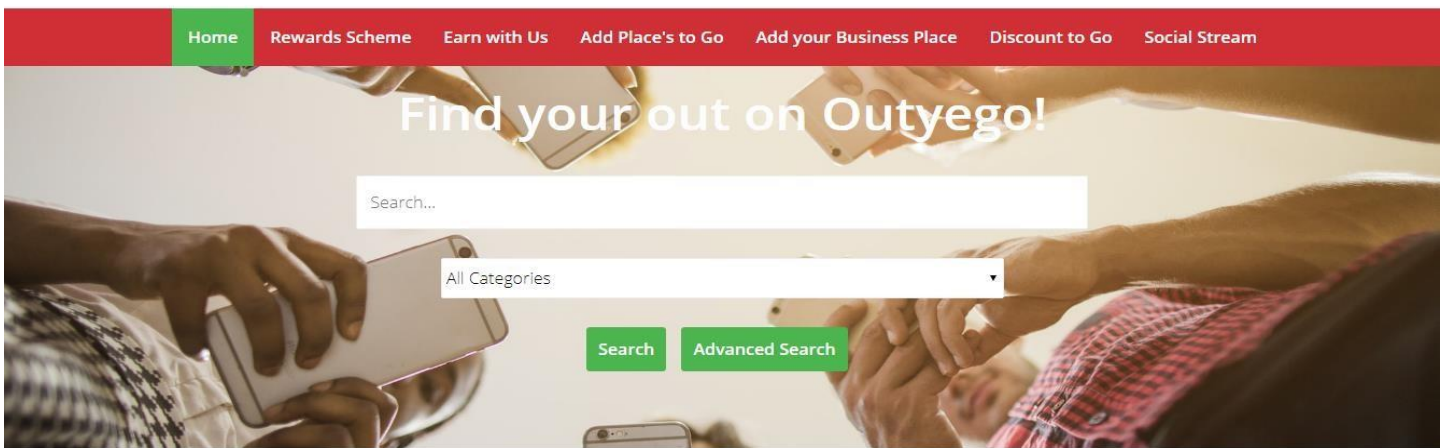 Home Rewards Scheme Earn with Us Add Place's to Go Add your Business Place Discount to Go Social Stream
Find your out on Outyego!
Search...
All Categories
Search Advanced Search